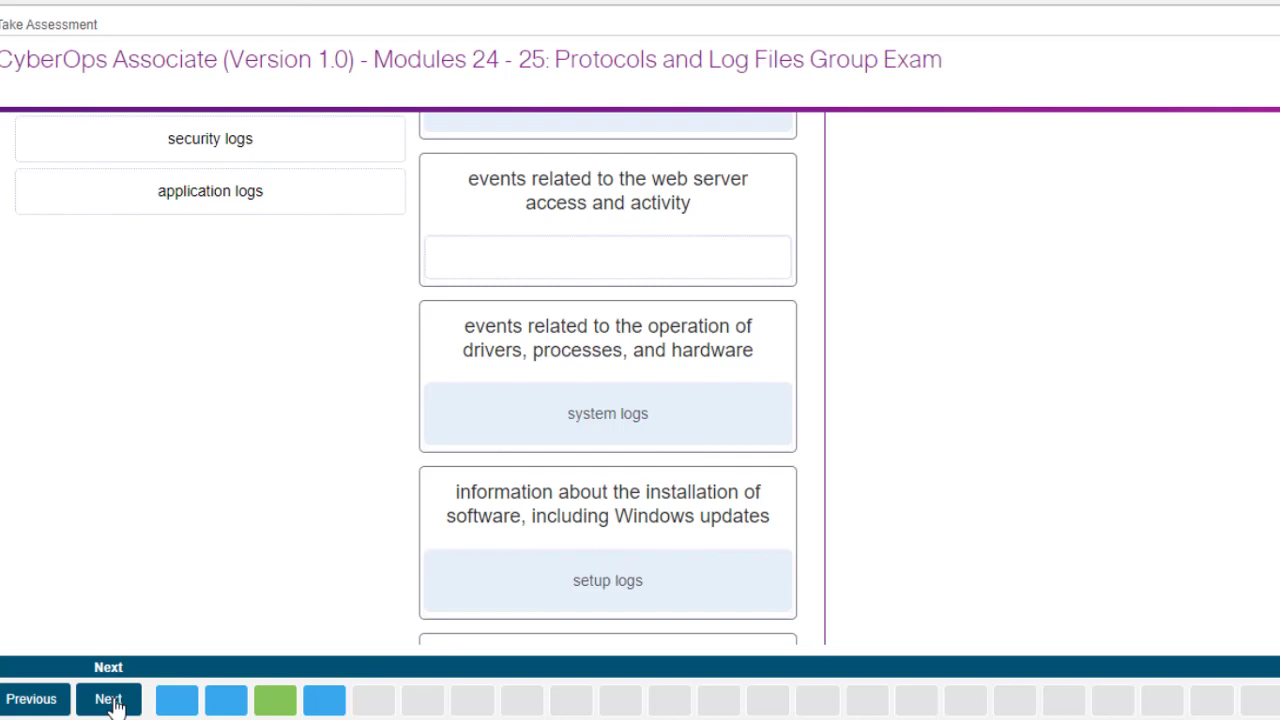 Take Assessment
CyberOps Associate (Version 1.0) - Modules 24 - 25: Protocols and Log Files Group Exam
security logs
application logs
events related to the web server
access and activity
events related to the operation of
drivers, processes, and hardware
system logs
information about the installation of
software, including Windows updates
setup logs
Next
Previous
Next